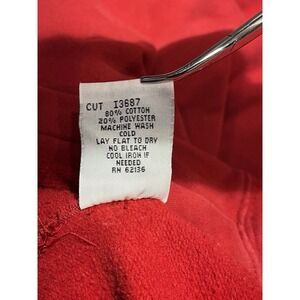 CUT 13687
80% COTTON
20% POLYESTER
MACHINE WASH
COLD
LAY FLAT TO DRY
NO BLEACH
COOL IRON IF
NEEDED
RN 62136